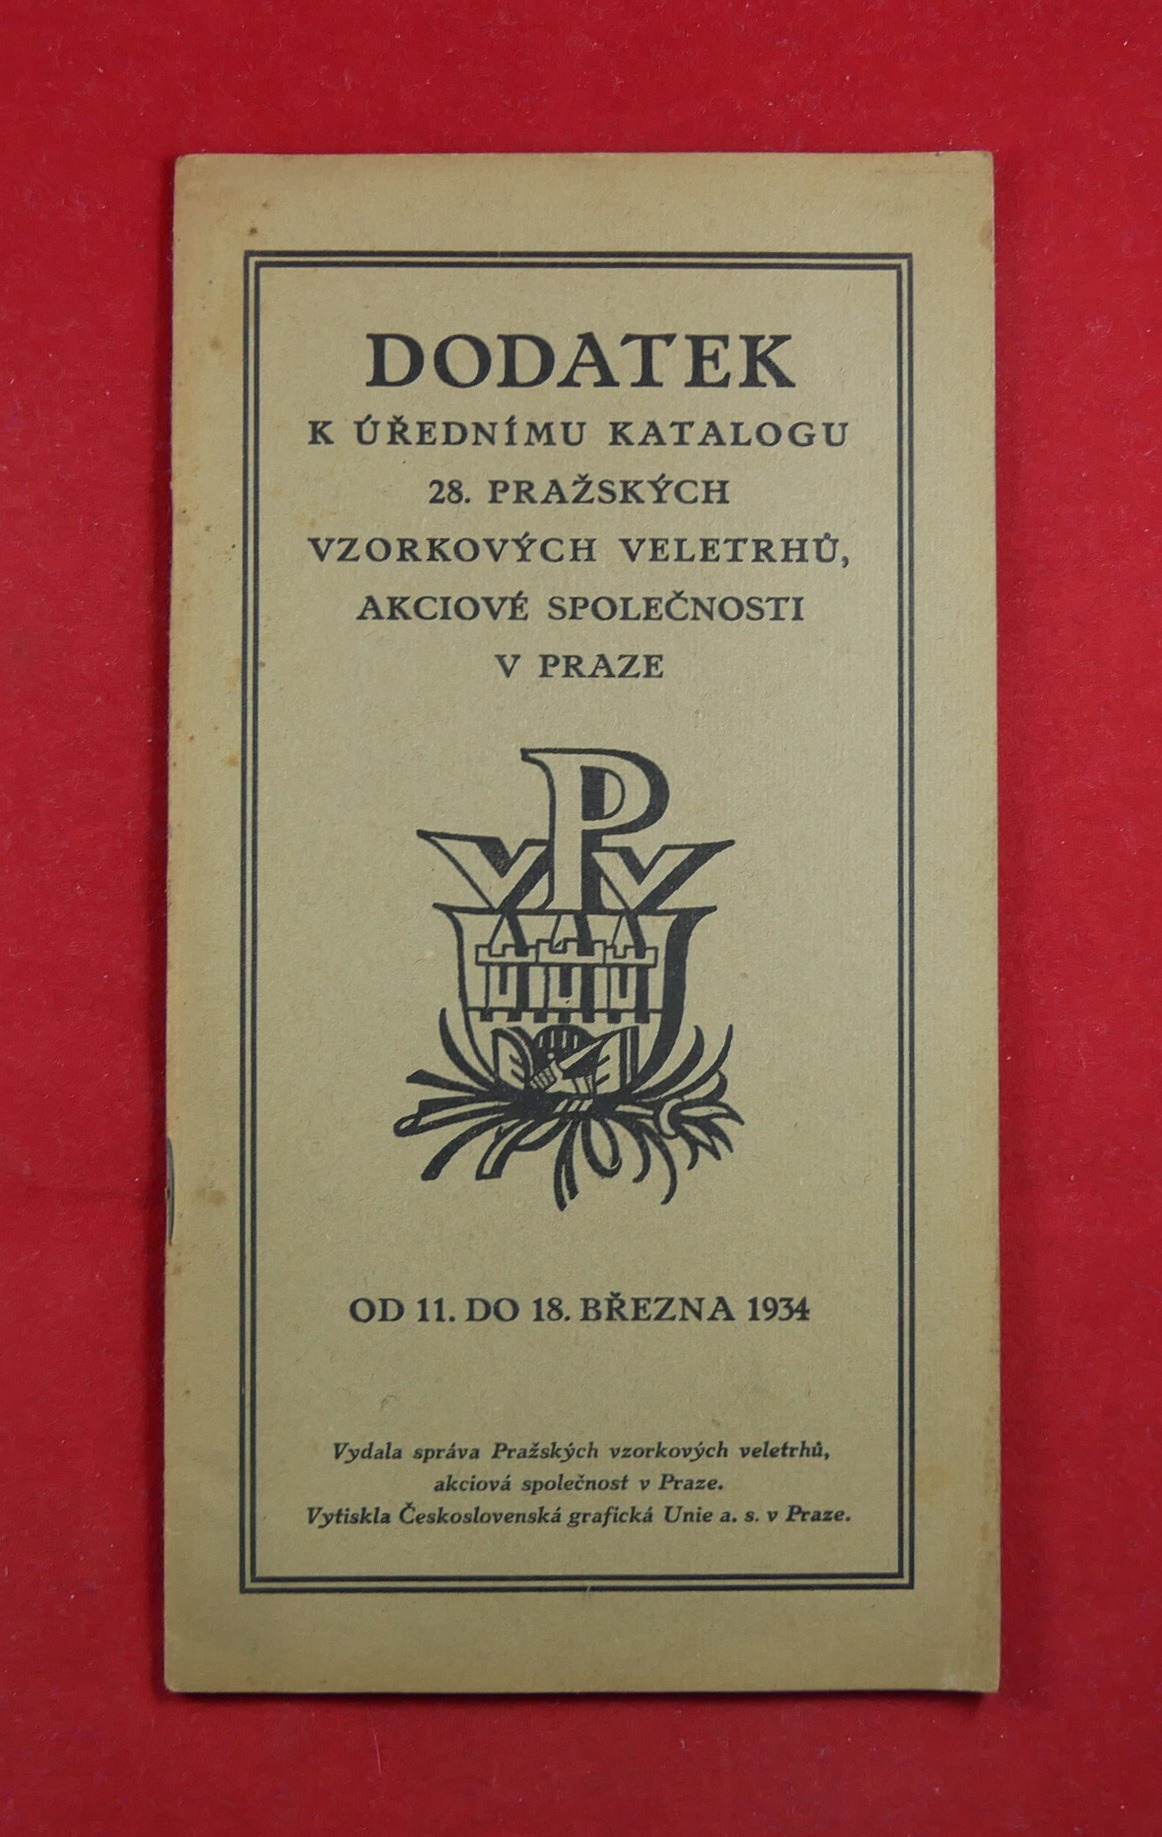 DODATEK
K ÚŘEDNÍMU KATALOGU
28. PRAŽSKÝCH
VZORKOVÝCH VELETRHŮ,
AKCIOVÉ SPOLEČNOSTI
V PRAZE
P
V V
OD 11. DO 18. BŘEZNA 1934
Vydala správa Pražských vzorkových veletrhů,
akciová společnost v Praze.
Vytiskla Československá grafická Unie a. s. v Praze.